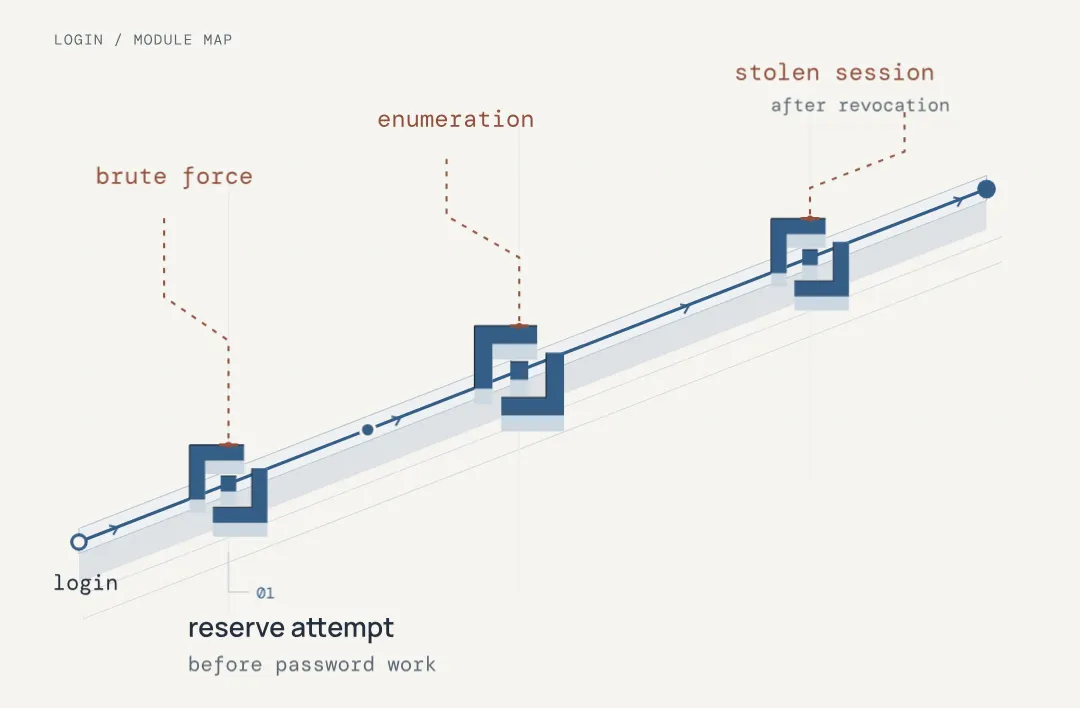 LOGIN / MODULE MAP
stolen session
after revocation
enumeration
brute force
login
01
reserve attempt
before password work